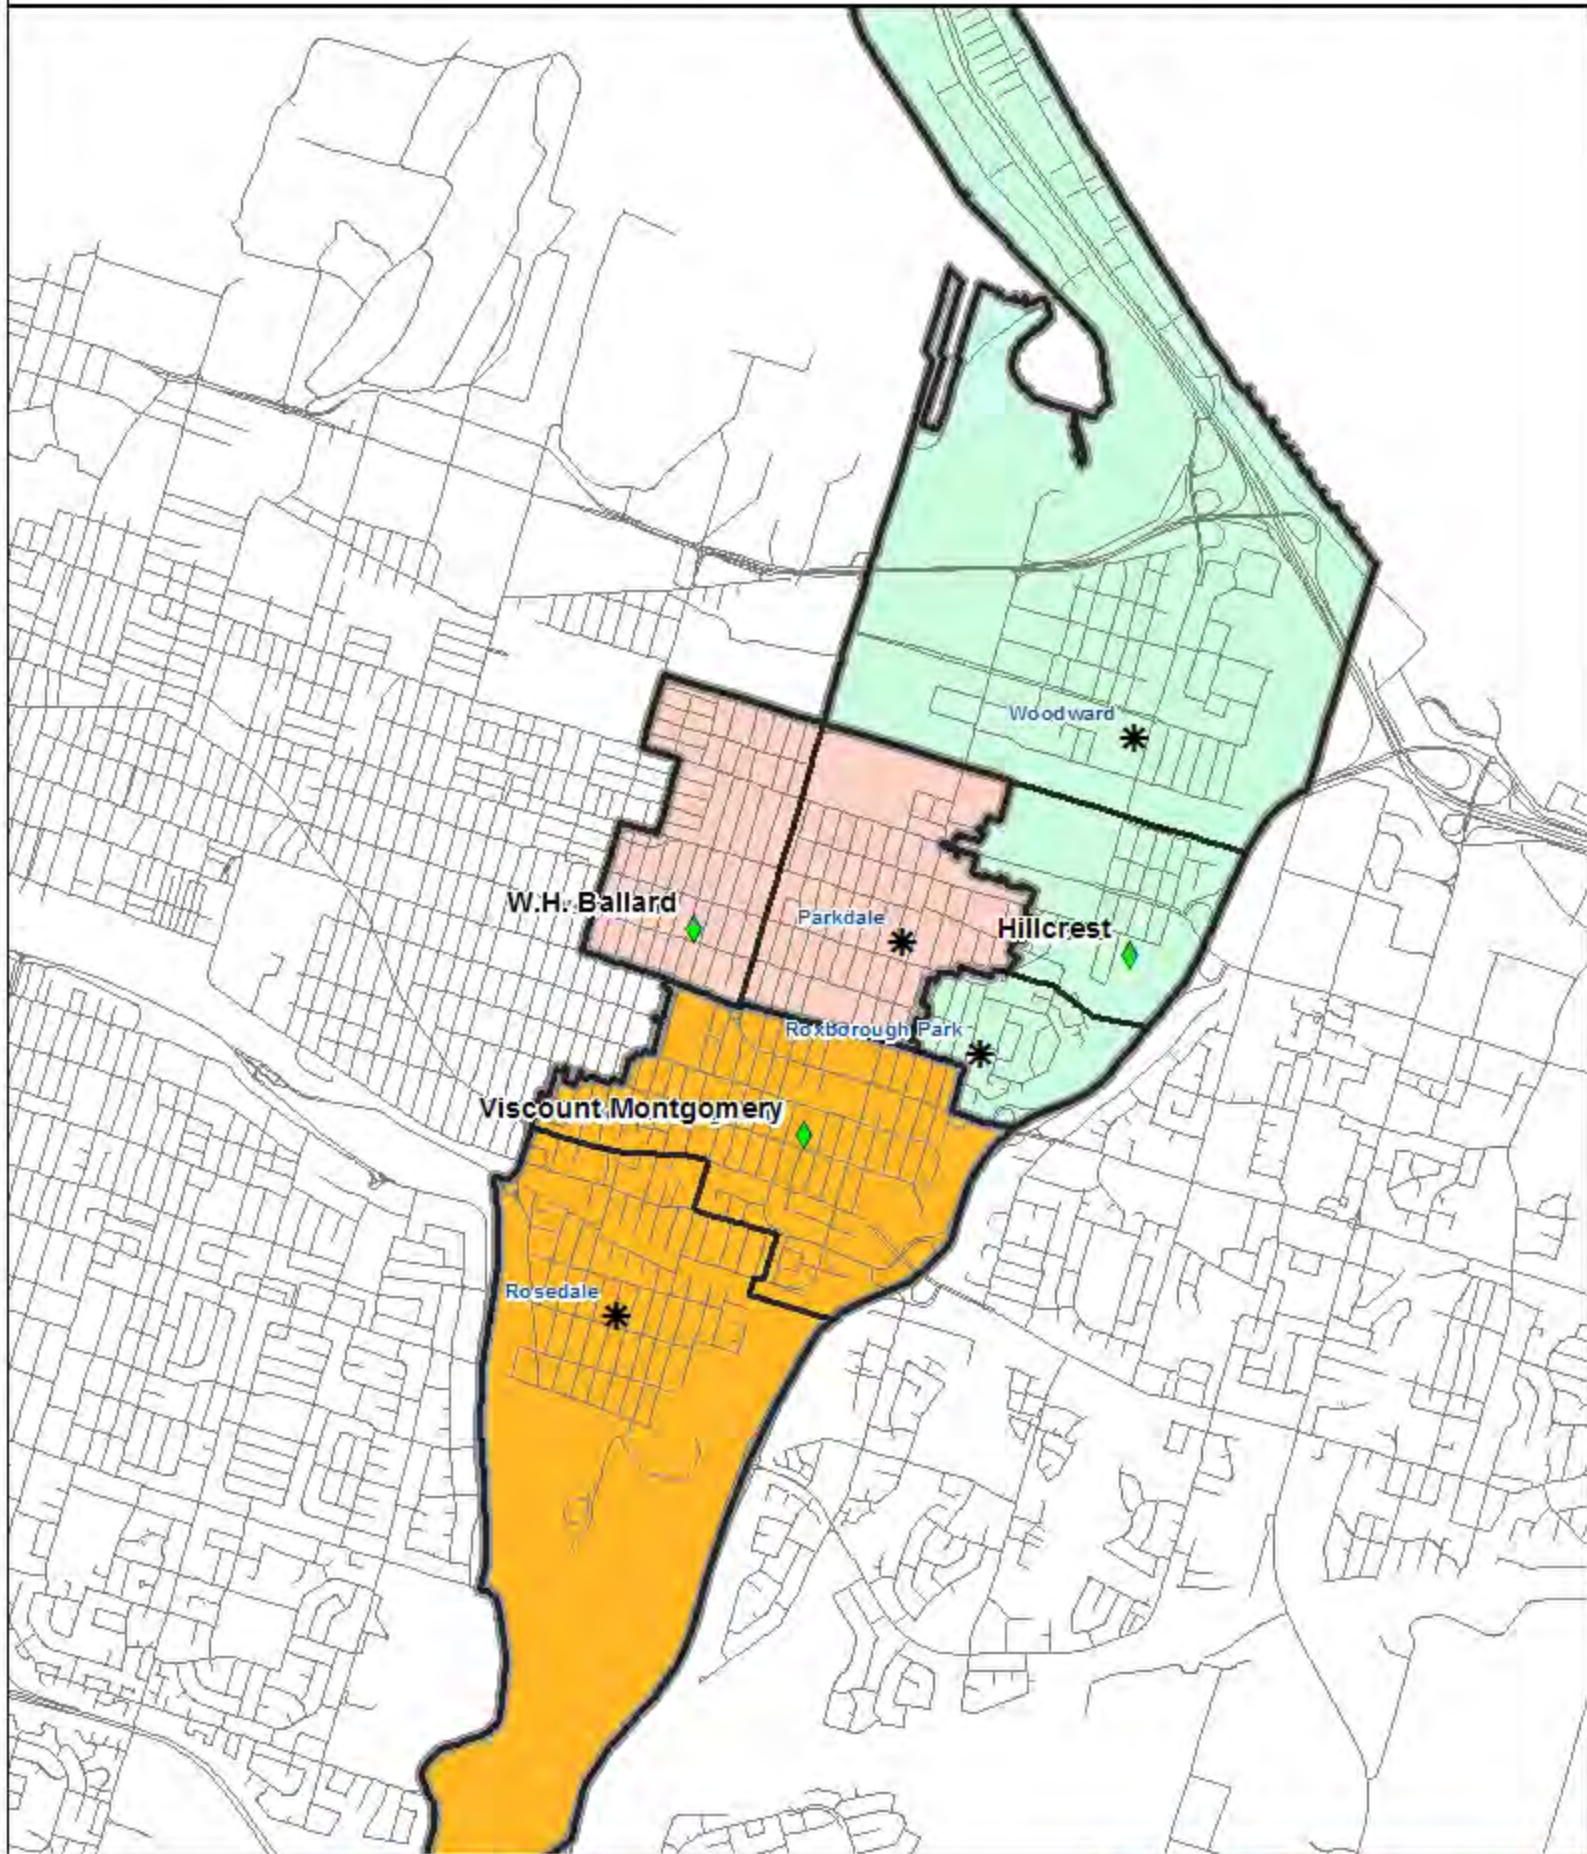 Woodward
W.H. Ballard
Parkdale
Hillcrest
Roxborough Park
Viscount Montgomery
Rosedale